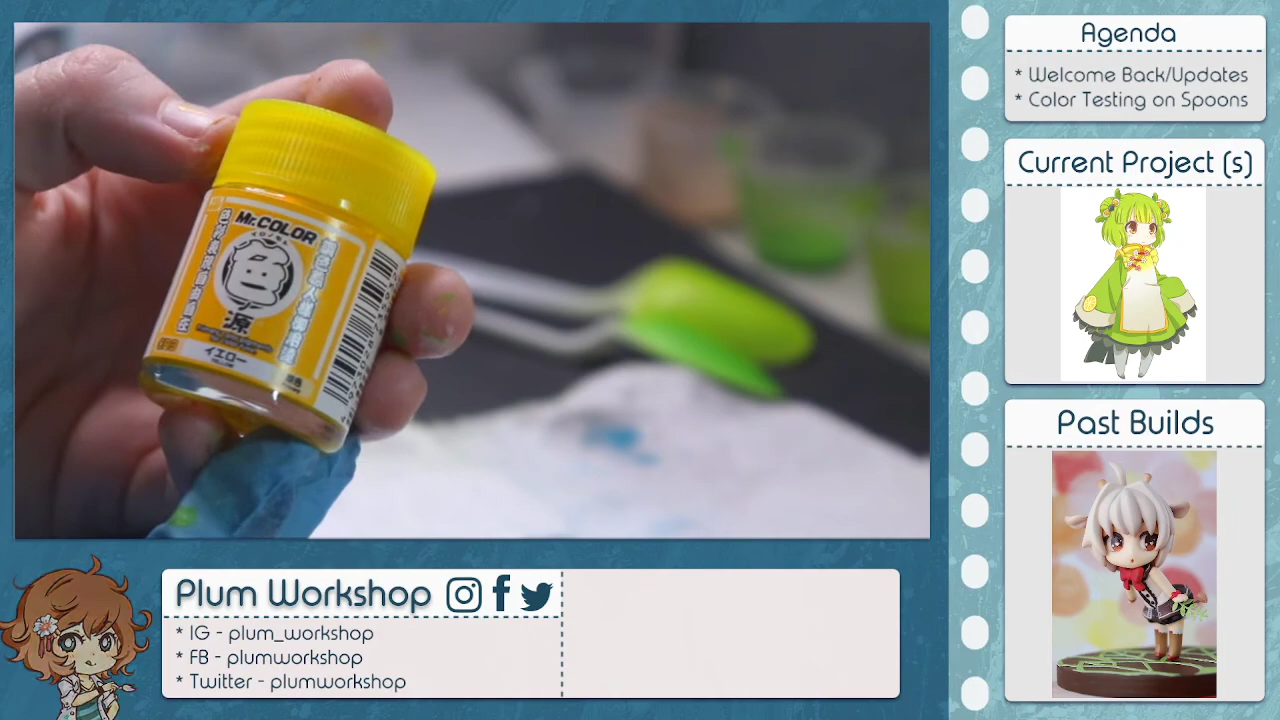 Agenda
* Welcome Back/Updates
* Color Testing on Spoons
Current Project (s)
Past Builds
Mr.COLOR
源
イエロー
Plum Workshop
* IG - plum_workshop
* FB - plumworkshop
* Twitter - plumworkshop